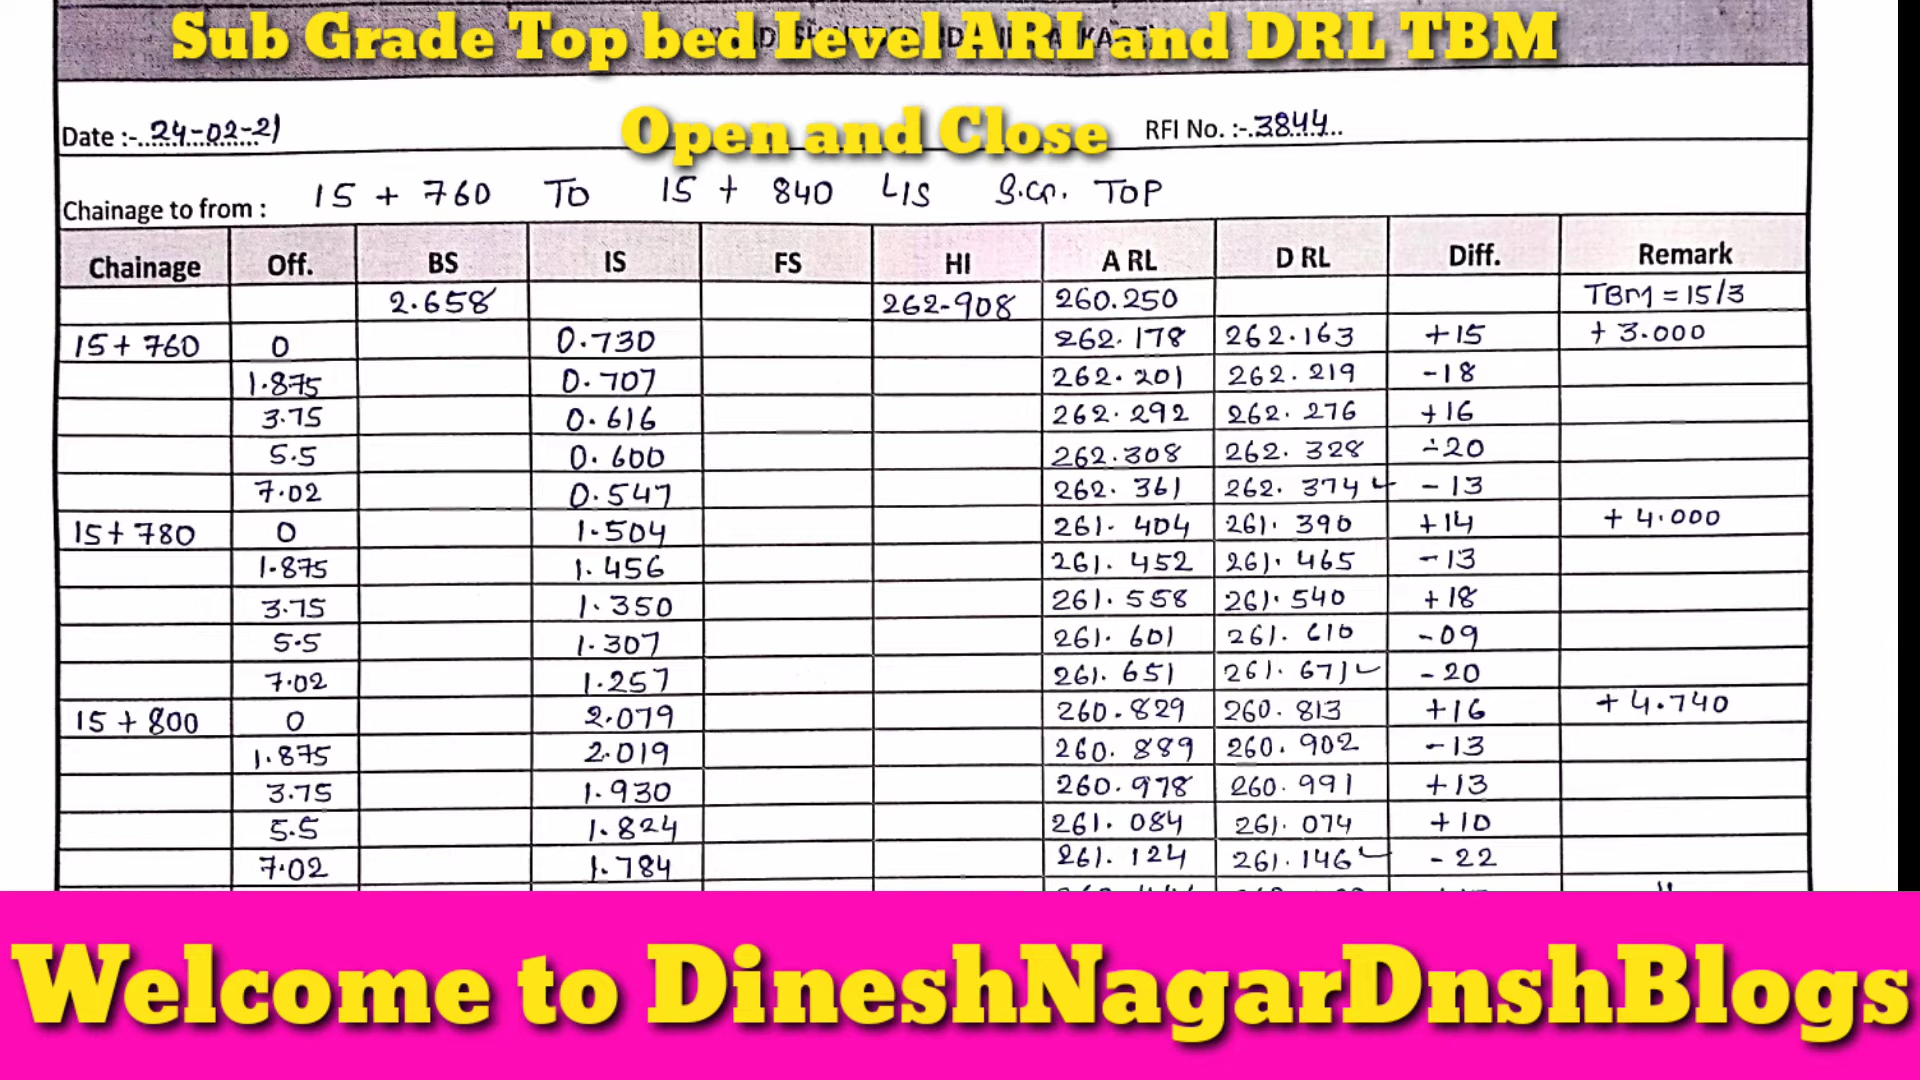 Sub Grade Top bed Level ARL and DRL TBM
Open and Close
Date :-..24-02-21
RFI No. :-.3844..
Chainage to from : 15 + 760 TO 15 + 840 LIS S.Gr. TOP
Chainage Off. BS IS FS HI A RL D RL Diff. Remark
2.658 262-908 260.250 TBM = 15/3
15+ 760 0 0.730 262.178 262.163 +15 + 3.000
1.875 0.707 262.201 262.219 -18
3.75 0.616 262.292 262.276 +16
5.5 0.600 262.308 262.328 -20
7.02 0.547 262.361 262.374 -13
15+ 780 0 1.504 261.404 261.390 +14 + 4.000
1.875 1.456 261.452 261.465 -13
3.75 1.350 261.558 261.540 +18
5.5 1.307 261.601 261.610 -09
7.02 1.257 261.651 261.671 -20
15 + 800 0 2.079 260.829 260.813 +16 + 4.740
1.875 2.019 260.889 260.902 -13
3.75 1.930 260.978 260.991 +13
5.5 1.824 261.084 261.074 +10
7.02 1.784 261.124 261.146 -22
Welcome to DineshNagarDnshBlogs